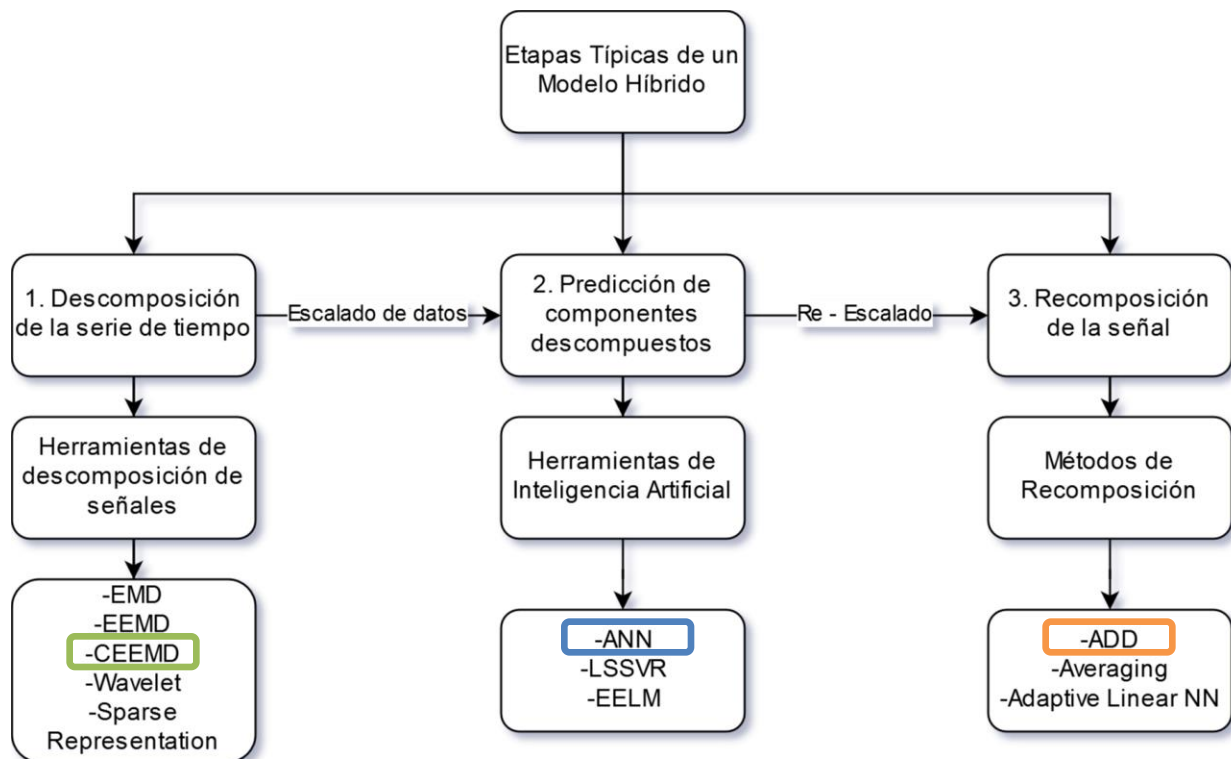 Etapas Típicas de un
Modelo Híbrido
1. Descomposición
de la serie de tiempo
Escalado de datos
2. Predicción de
componentes
descompuestos
Re - Escalado
3. Recomposición
de la señal
Herramientas de
descomposición de
señales
Herramientas de
Inteligencia Artificial
Métodos de
Recomposición
-EMD
-EEMD
-CEEMD
-Wavelet
-Sparse
Representation
-ANN
-LSSVR
-EELM
-ADD
-Averaging
-Adaptive Linear NN